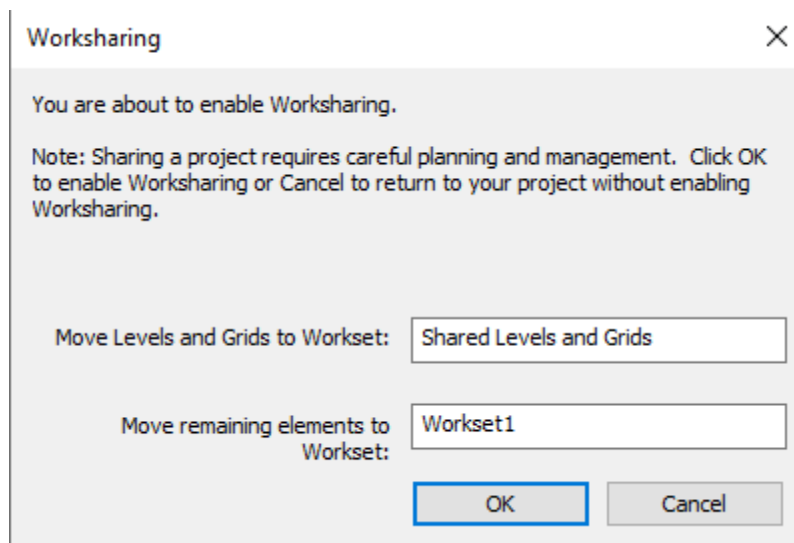 Worksharing
You are about to enable Worksharing.
Note: Sharing a project requires careful planning and management.  Click OK
to enable Worksharing or Cancel to return to your project without enabling
Worksharing.
Move Levels and Grids to Workset:
Shared Levels and Grids
Move remaining elements to
Workset:
Workset1
OK
Cancel